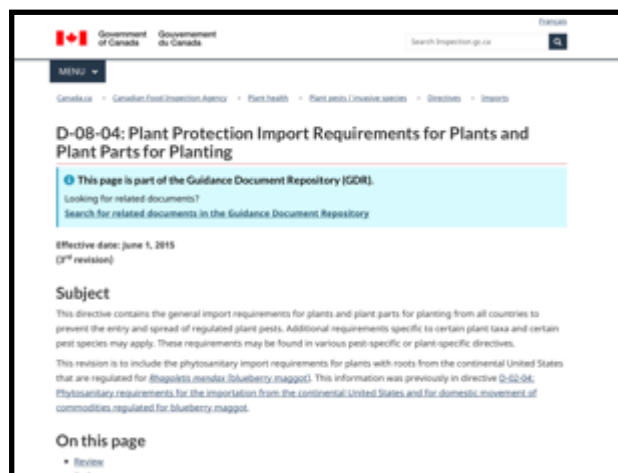 Français
Government of Canada
Gouvernement du Canada
Search Inspection.gc.ca
MENU
Canada.ca > Canadian Food Inspection Agency > Plant health > Plant pests / invasive species > Directives > Imports
D-08-04: Plant Protection Import Requirements for Plants and
Plant Parts for Planting
This page is part of the Guidance Document Repository (GDR).
Looking for related documents?
Search for related documents in the Guidance Document Repository
Effective date: June 1, 2015
(3rd revision)
Subject
This directive contains the general import requirements for plants and plant parts for planting from all countries to
prevent the entry and spread of regulated plant pests. Additional requirements specific to certain plant taxa and certain
pest species may apply. These requirements may be found in various pest-specific or plant-specific directives.
This revision is to include the phytosanitary import requirements for plants with roots from the continental United States
that are regulated for Rhagoletis mendax (blueberry maggot). This information was previously in directive D-02-04:
Phytosanitary requirements for the importation from the continental United States and for domestic movement of
commodities regulated for blueberry maggot.
On this page
Review